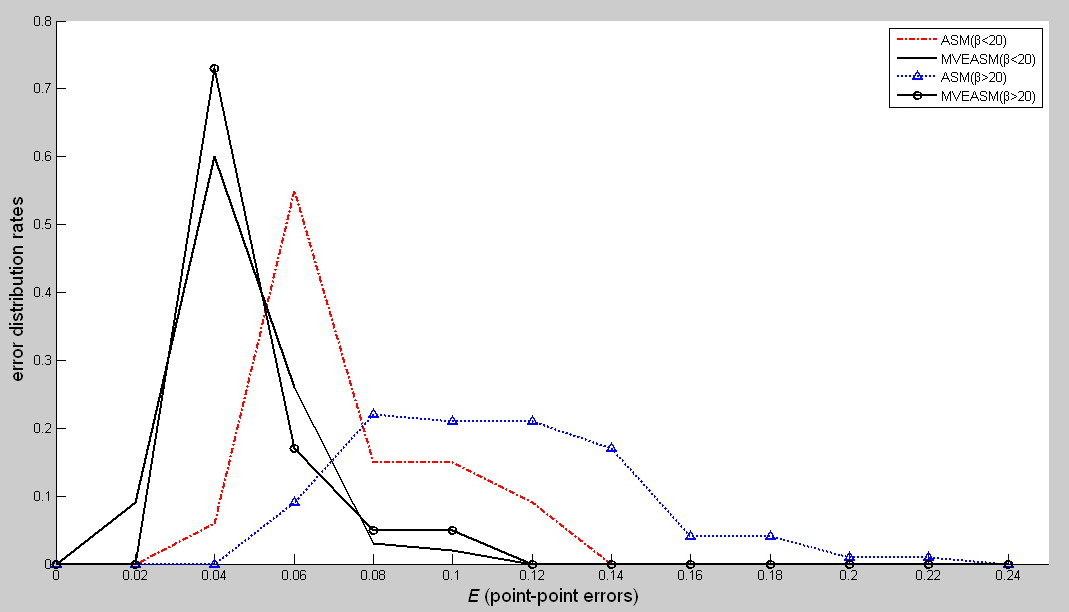 0.8
0.7
0.6
0.5
0.4
0.3
0.2
0.1
0
error distribution rates
ASM(β<20)
MVEASM(β<20)
ASM(β>20)
MVEASM(β>20)
0 0.02 0.04 0.06 0.08 0.1 0.12 0.14 0.16 0.18 0.2 0.22 0.24
E (point-point errors)